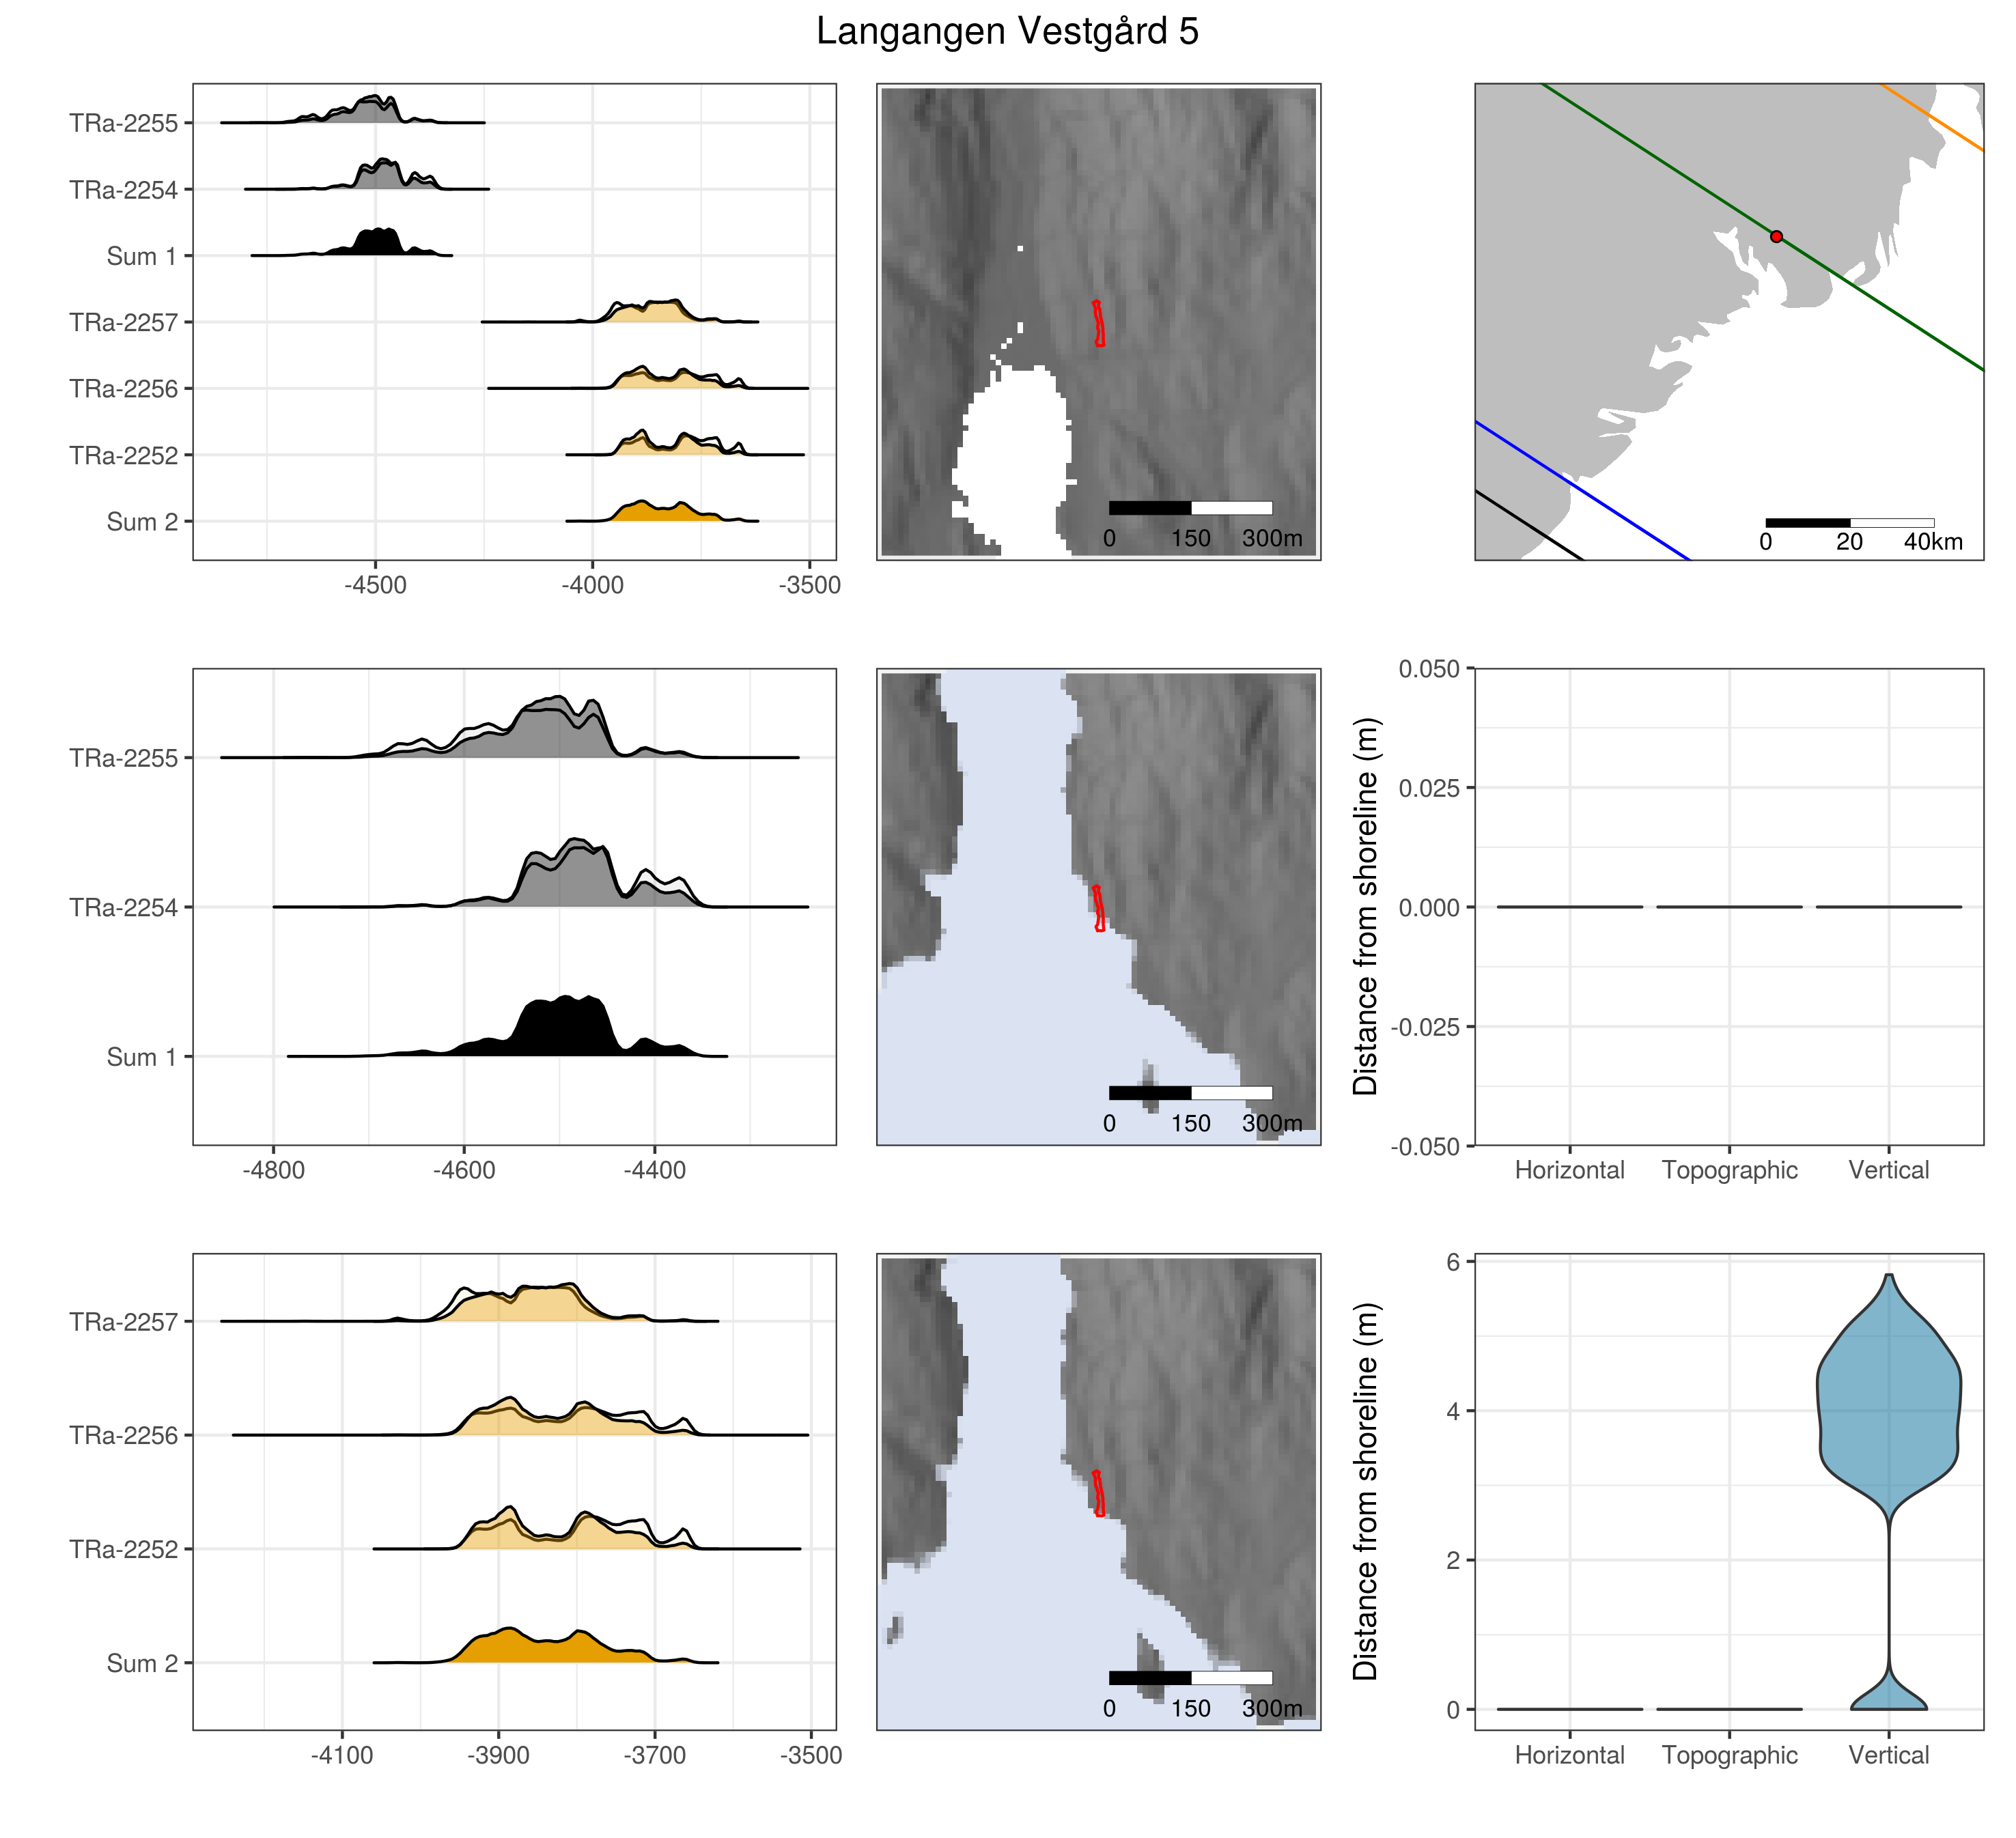 Langangen Vestgård 5
TRa-2255
TRa-2254
Sum 1
TRa-2257
TRa-2256
TRa-2252
Sum 2
-4500 -4000 -3500
0 150 300m
0 20 40km
TRa-2255
TRa-2254
Sum 1
-4800 -4600 -4400
0 150 300m
Distance from shoreline (m)
0.050
0.025
0.000
-0.025
-0.050
Horizontal Topographic Vertical
TRa-2257
TRa-2256
TRa-2252
Sum 2
-4100 -3900 -3700 -3500
0 150 300m
Distance from shoreline (m)
6
4
2
0
Horizontal Topographic Vertical